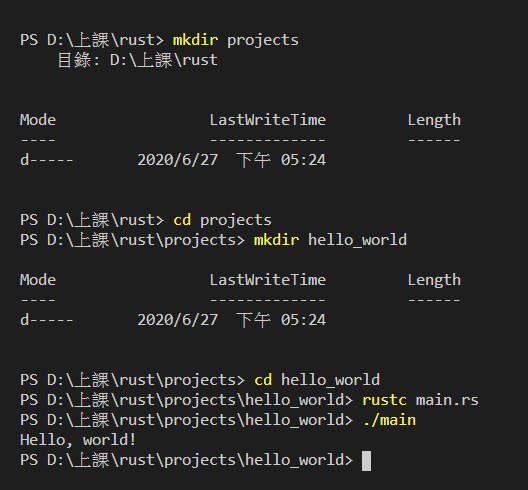 PS D:\上課\rust> mkdir projects
    目錄: D:\上課\rust
Mode                 LastWriteTime         Length
----                 -------------         ------
d-----         2020/6/27  下午 05:24
PS D:\上課\rust> cd projects
PS D:\上課\rust\projects> mkdir hello_world
Mode                 LastWriteTime         Length
----                 -------------         ------
d-----         2020/6/27  下午 05:24
PS D:\上課\rust\projects> cd hello_world
PS D:\上課\rust\projects\hello_world> rustc main.rs
PS D:\上課\rust\projects\hello_world> ./main
Hello, world!
PS D:\上課\rust\projects\hello_world>